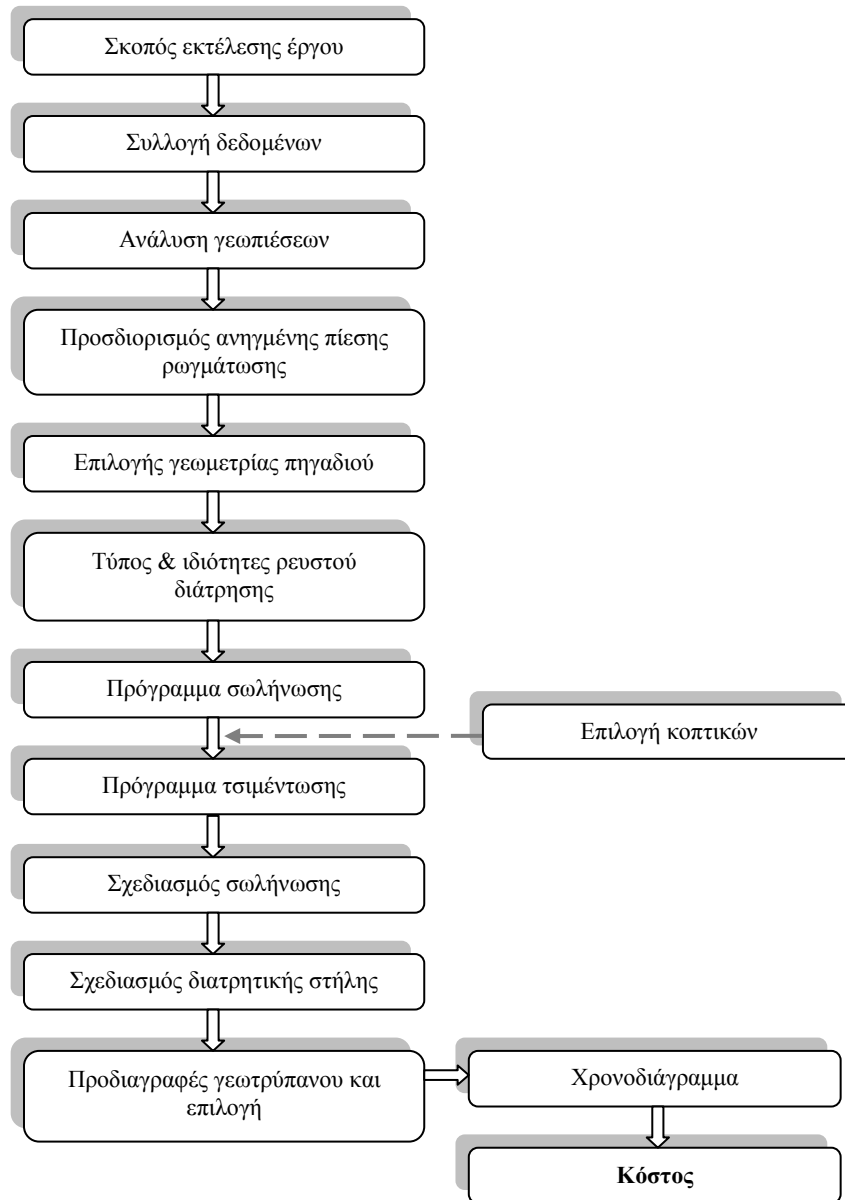 Σκοπός εκτέλεσης έργου
Συλλογή δεδομένων
Ανάλυση γεωπιέσεων
Προσδιορισμός ανηγμένης πίεσης
ρωγμάτωσης
Επιλογής γεωμετρίας πηγαδιού
Τύπος & ιδιότητες ρευστού
διάτρησης
Πρόγραμμα σωλήνωσης
Επιλογή κοπτικών
Πρόγραμμα τσιμέντωσης
Σχεδιασμός σωλήνωσης
Σχεδιασμός διατρητικής στήλης
Προδιαγραφές γεωτρύπανου και
επιλογή
Χρονοδιάγραμμα
Κόστος